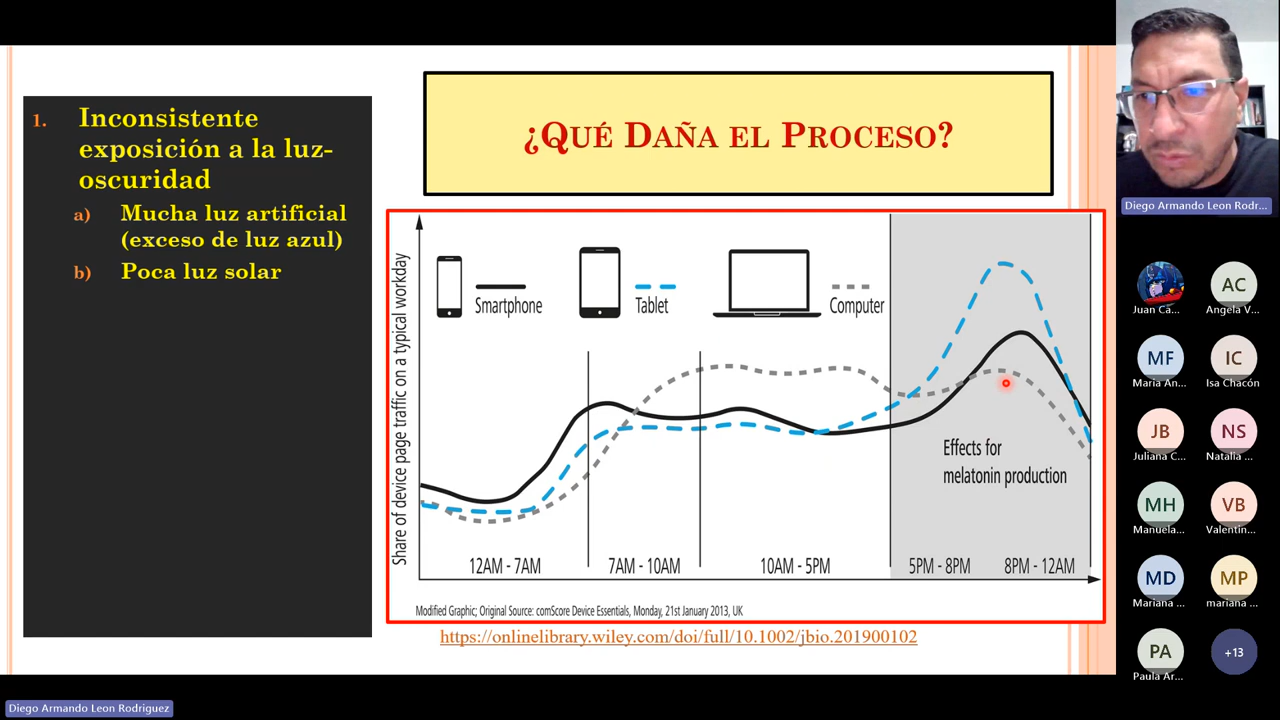 ¿QUÉ DAÑA EL PROCESO?
1. Inconsistente
exposición a la luz-
oscuridad
a) Mucha luz artificial
(exceso de luz azul)
b) Poca luz solar
Share of device page traffic on a typical workday
Smartphone
Tablet
Computer
Effects for
melatonin production
12AM - 7AM
7AM - 10AM
10AM - 5PM
5PM - 8PM
8PM - 12AM
Modified Graphic; Original Source: comScore Device Essentials, Monday, 21st January 2013, UK
https://onlinelibrary.wiley.com/doi/full/10.1002/jbio.201900102
Diego Armando Leon Rodriguez
Diego Armando Leon Rodr...
Juan Ca...
AC
Angela V...
MF
Maria An...
IC
Isa Chacón
JB
Juliana C...
NS
Natalia ...
MH
Manuela...
VB
Valentin...
MD
Mariana ...
MP
mariana ...
PA
Paula Ar...
+13